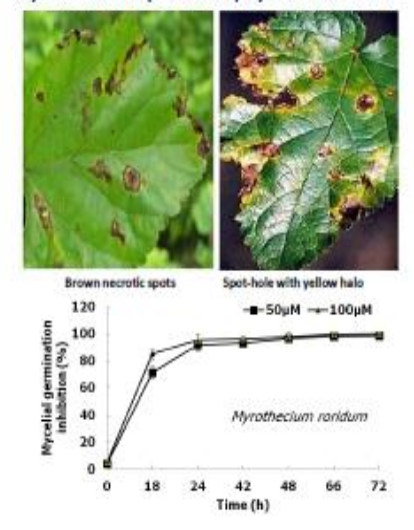 Brown necrotic spots
Spot-hole with yellow halo
120
100
80
60
40
20
0
Mycelial germination
inhibition (%)
50µM
100µM
Myrothecium roridum
0 18 24 42 48 66 72
Time (h)